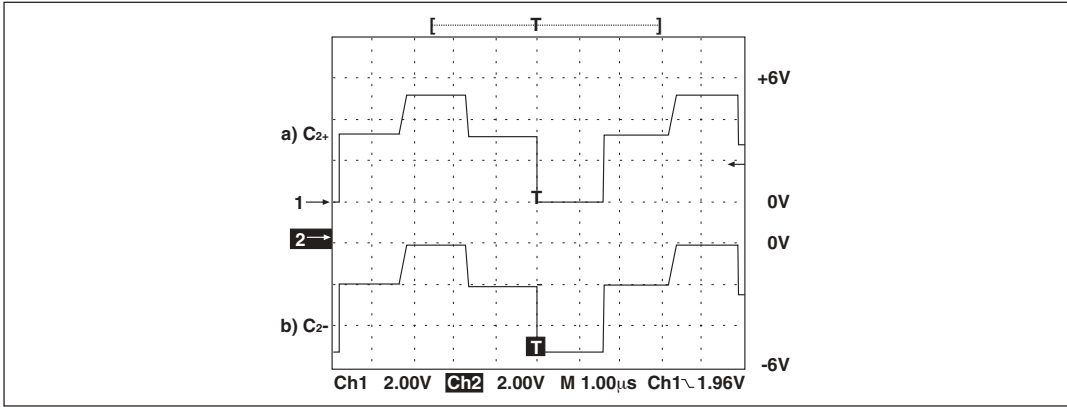 [ T ]
+6V
a) C2+
T
1
0V
2
0V
b) C2-
T
-6V
Ch1 2.00V Ch2 2.00V M 1.00µs Ch1 1.96V